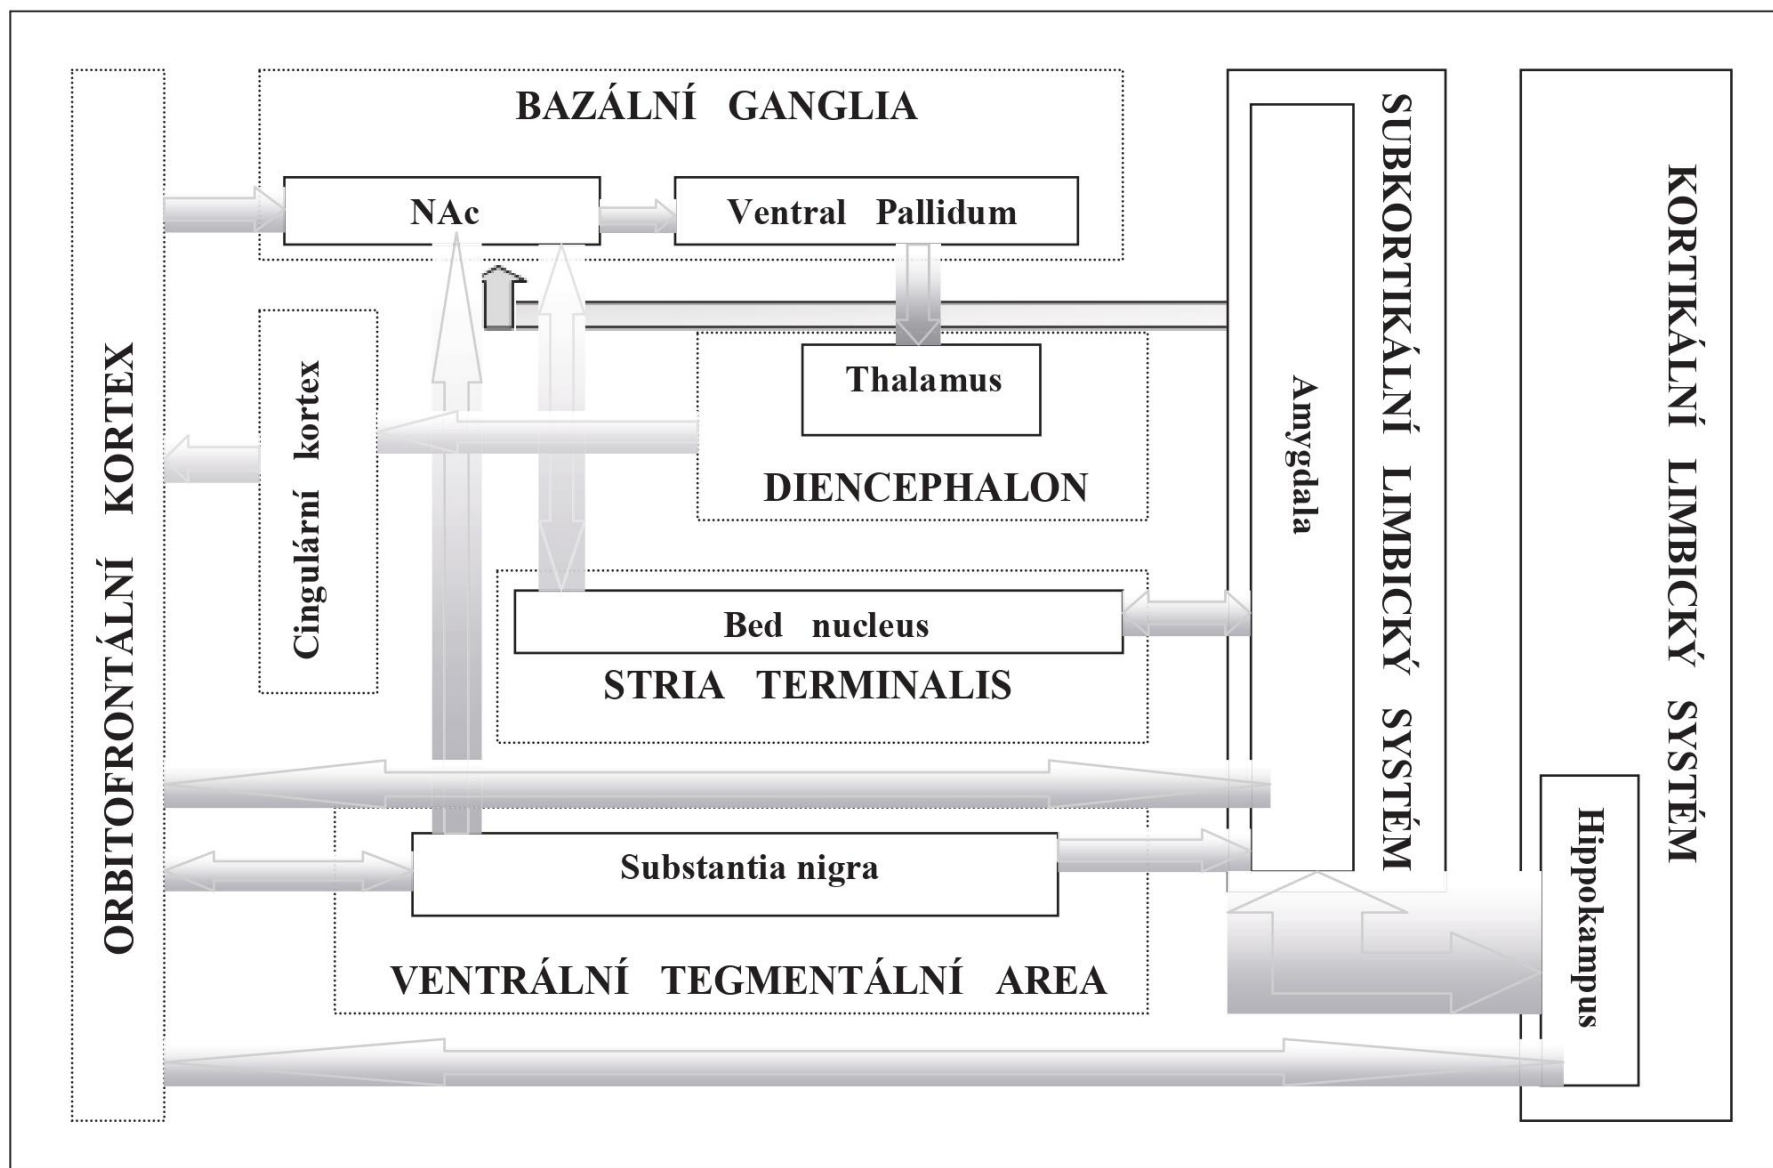 ORBITOFRONTÁLNÍ KORTEX
BAZÁLNÍ GANGLIA
NAc
Ventral Pallidum
Cingulární kortex
Thalamus
DIENCEPHALON
Bed nucleus
STRIA TERMINALIS
Substantia nigra
VENTRÁLNÍ TEGMENTÁLNÍ AREA
Amygdala
SUBKORTIKÁLNÍ LIMBICKÝ SYSTÉM
Hippokampus
KORTIKÁLNÍ LIMBICKÝ SYSTÉM